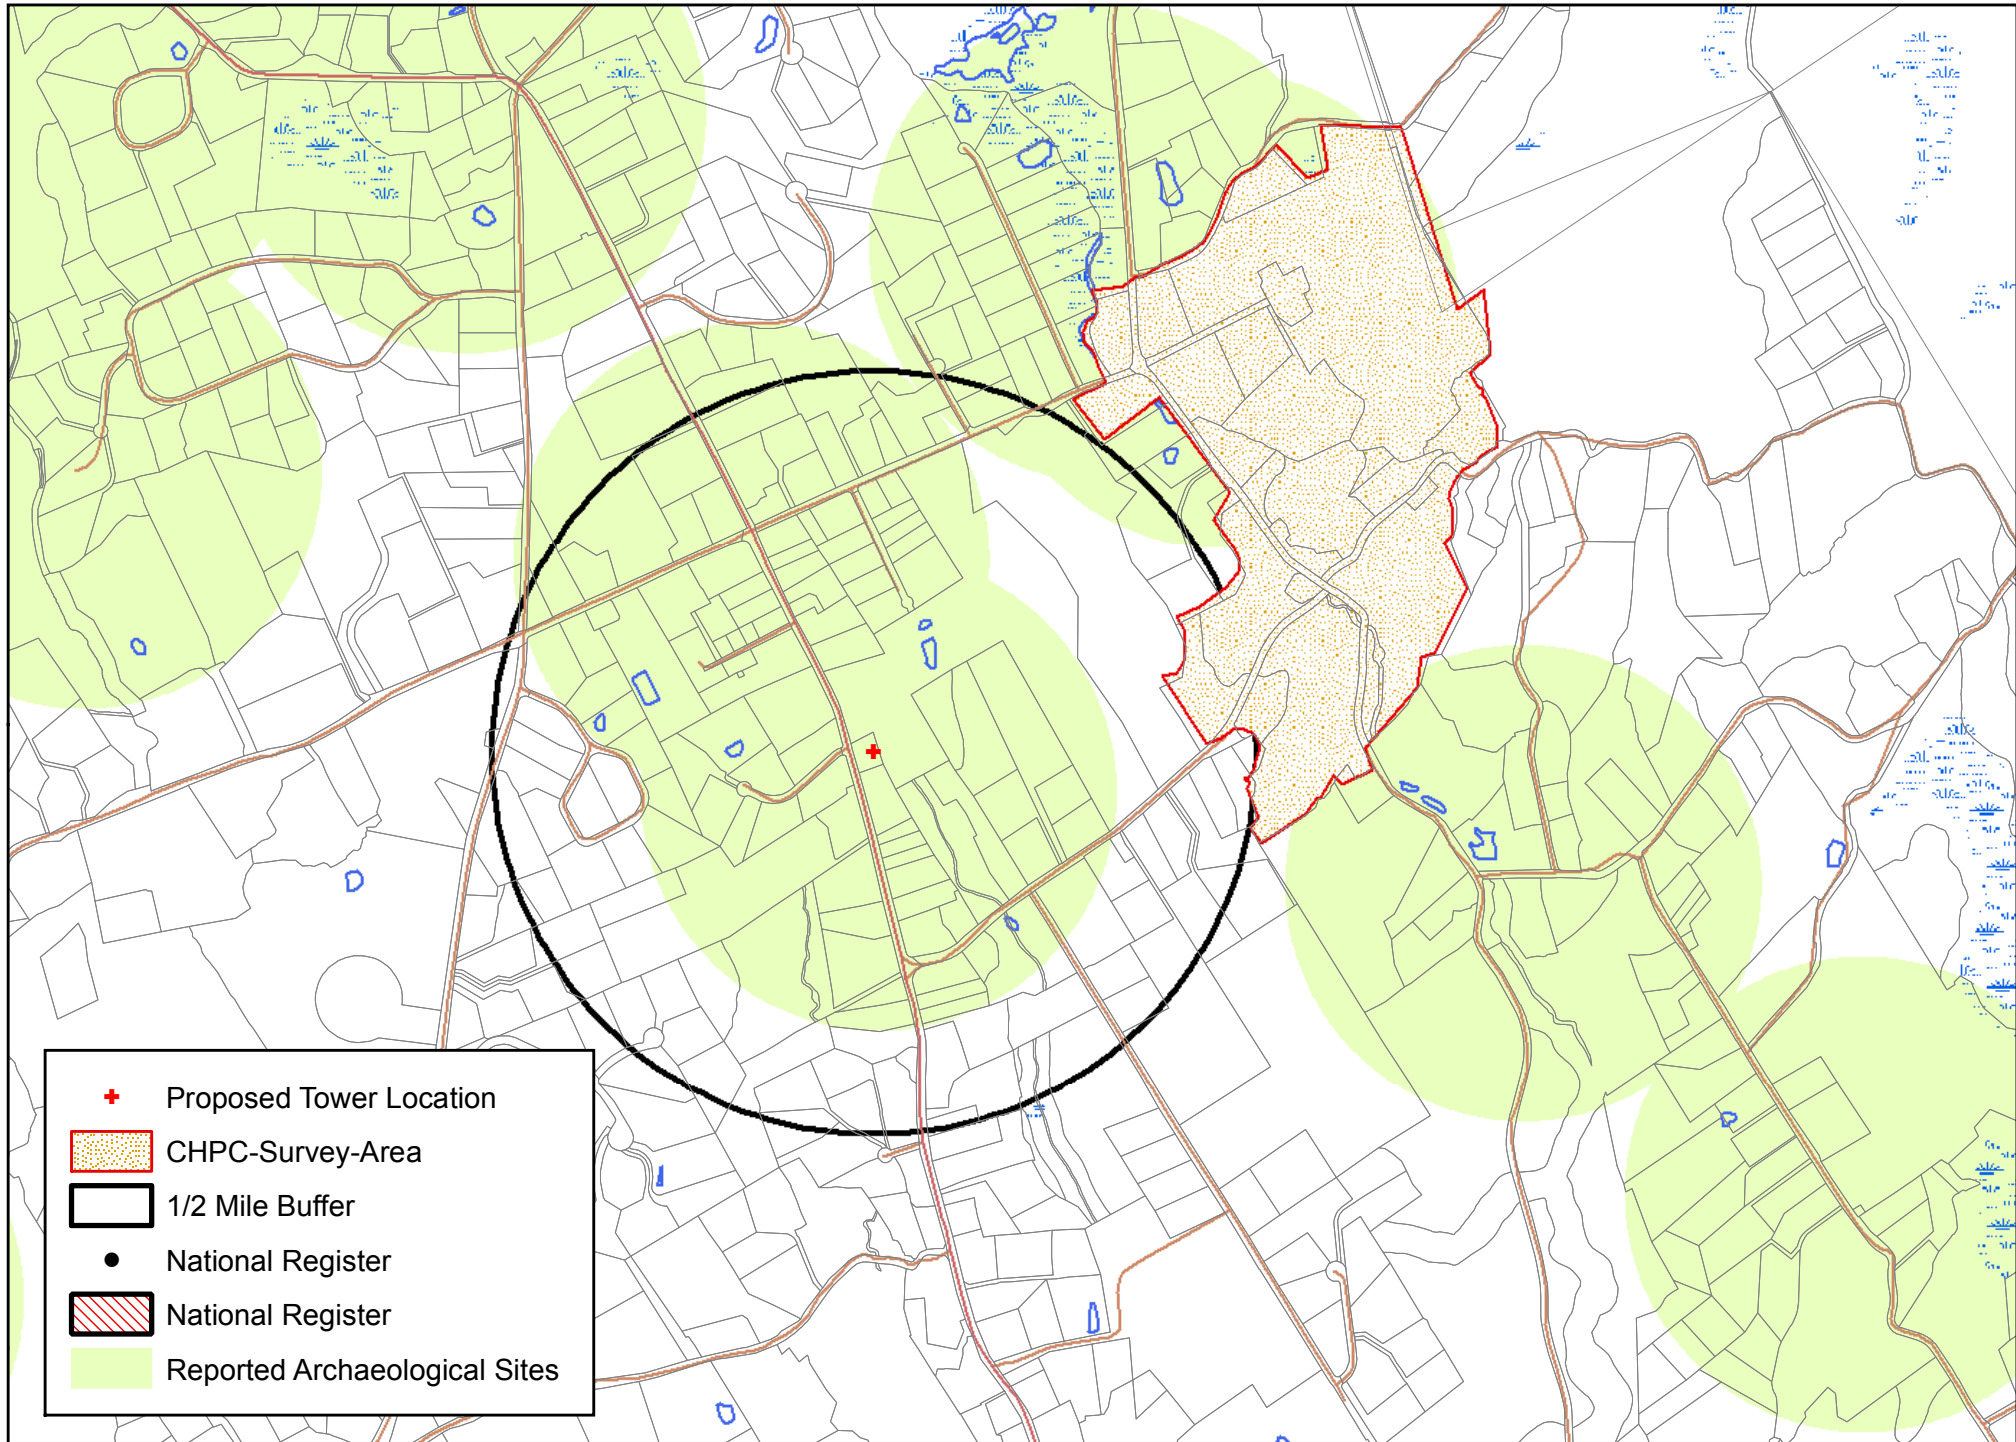 Proposed Tower Location
CHPC-Survey-Area
1/2 Mile Buffer
National Register
National Register
Reported Archaeological Sites